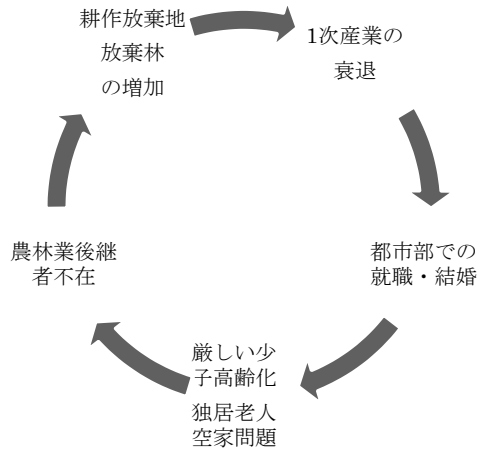 耕作放棄地
放棄林
の増加
1次産業の
衰退
都市部での
就職・結婚
厳しい少
子高齢化
独居老人
空家問題
農林業後継
者不在